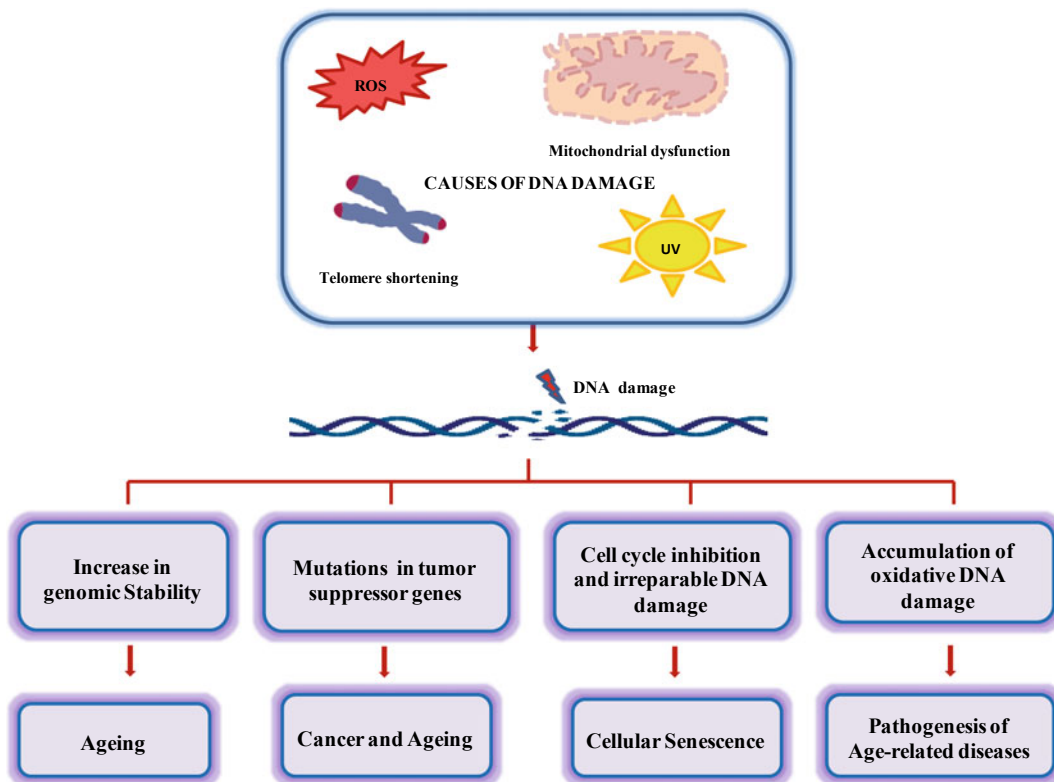 ROS
Mitochondrial dysfunction
CAUSES OF DNA DAMAGE
UV
Telomere shortening
DNA damage
Increase in
genomic Stability
Mutations in tumor
suppressor genes
Cell cycle inhibition
and irreparable DNA
damage
Accumulation of
oxidative DNA
damage
Ageing
Cancer and Ageing
Cellular Senescence
Pathogenesis of
Age-related diseases